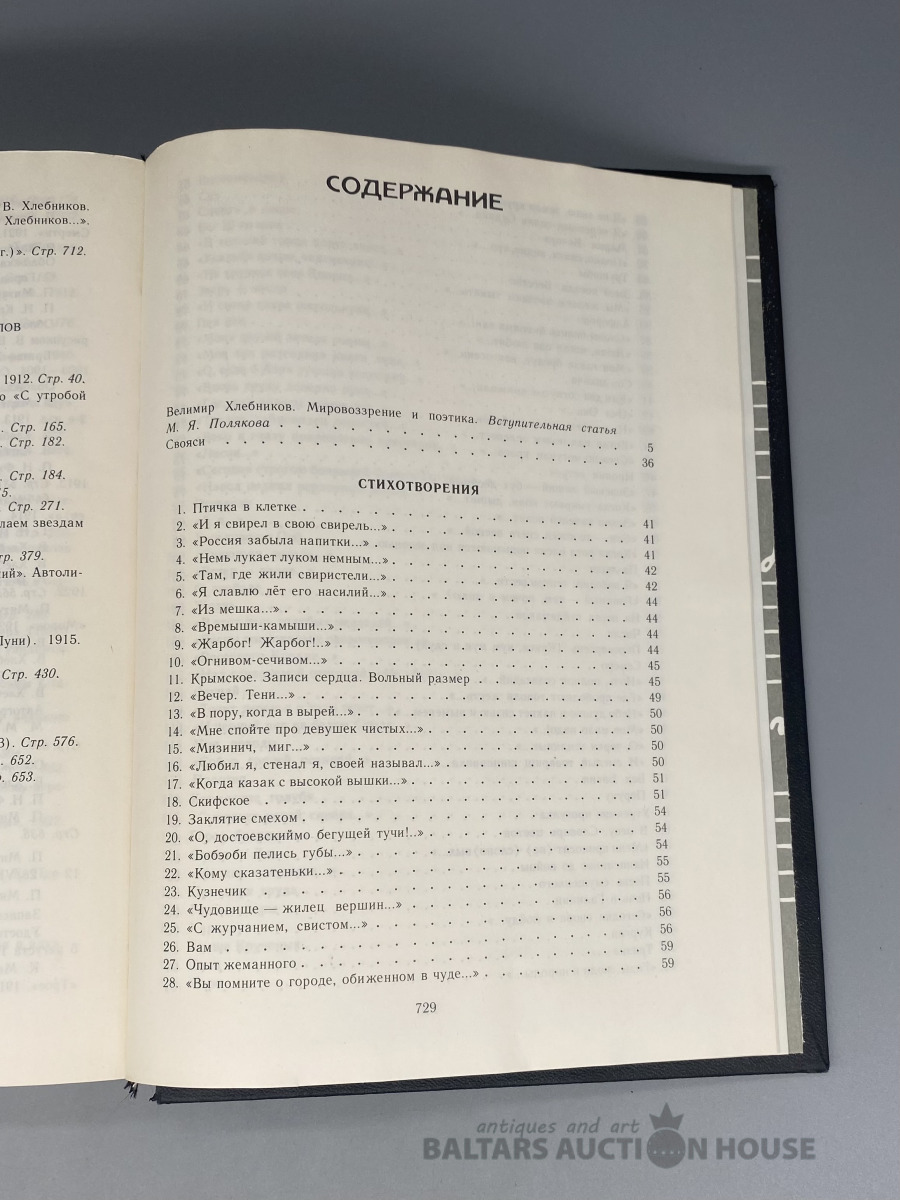 В. Хлебников.
Хлебников...».
г.)». Стр. 712.
ЛОВ
1912. Стр. 40.
о «С утробой
. Стр. 165.
. Стр. 182.
. Стр. 184.
75.
. Стр. 271.
лаем звездам
тр. 379.
ний». Автоли-
Пуни). 1915.
Стр. 430.
3). Стр. 576.
р. 652.
р. 653.
СОДЕРЖАНИЕ
Велимир Хлебников. Мировоззрение и поэтика. Вступительная статья
М. Я. Полякова . . . . . . . . . . . . . . . . . 5
Свояси . . . . . . . . . . . . . . . . . 36
СТИХОТВОРЕНИЯ
1. Птичка в клетке . . . . . . . . . . . . . . . . 41
2. «И я свирел в свою свирель...» . . . . . . . . . . . . 41
3. «Россия забыла напитки...» . . . . . . . . . . . . . 41
4. «Немь лукает луком немным...» . . . . . . . . . . . . 42
5. «Там, где жили свиристели...» . . . . . . . . . . . . 42
6. «Я славлю лёт его насилий...» . . . . . . . . . . . . 44
7. «Из мешка...» . . . . . . . . . . . . . . . . 44
8. «Времыши-камыши...» . . . . . . . . . . . . . . 44
9. «Жарбог! Жарбог!..» . . . . . . . . . . . . . . 44
10. «Огнивом-сечивом...» . . . . . . . . . . . . . . 45
11. Крымское. Записи сердца. Вольный размер . . . . . . . . . 45
12. «Вечер. Тени...» . . . . . . . . . . . . . . . 49
13. «В пору, когда в вырей...» . . . . . . . . . . . . . 50
14. «Мне спойте про девушек чистых...» . . . . . . . . . . 50
15. «Мизинич, миг...» . . . . . . . . . . . . . . . 50
16. «Любил я, стенал я, своей называл...» . . . . . . . . . . 50
17. «Когда казак с высокой вышки...» . . . . . . . . . . . 51
18. Скифское . . . . . . . . . . . . . . . . . 51
19. Заклятие смехом . . . . . . . . . . . . . . . 54
20. «О, достоевскиймо бегущей тучи!..» . . . . . . . . . . 54
21. «Бобэоби пелись губы...» . . . . . . . . . . . . . 54
22. «Кому сказатеньки...» . . . . . . . . . . . . . . 55
23. Кузнечик . . . . . . . . . . . . . . . . . 55
24. «Чудовище — жилец вершин...» . . . . . . . . . . . . 56
25. «С журчанием, свистом...» . . . . . . . . . . . . . 56
26. Вам . . . . . . . . . . . . . . . . . . 56
27. Опыт жеманного . . . . . . . . . . . . . . . 59
28. «Вы помните о городе, обиженном в чуде...» . . . . . . . . 59
729
antiques and art
BALTARS AUCTION HOUSE